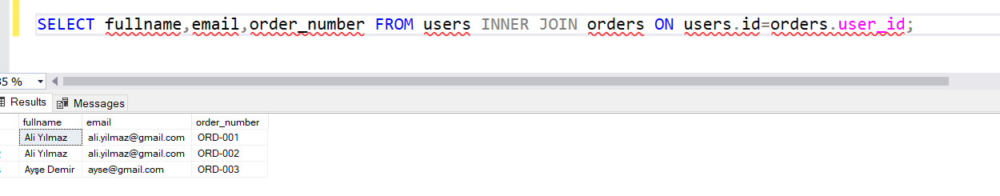 SELECT fullname,email,order_number FROM users INNER JOIN orders ON users.id=orders.user_id;
Results Messages
fullname email order_number
Ali Yılmaz ali.yilmaz@gmail.com ORD-001
Ali Yılmaz ali.yilmaz@gmail.com ORD-002
Ayşe Demir ayse@gmail.com ORD-003